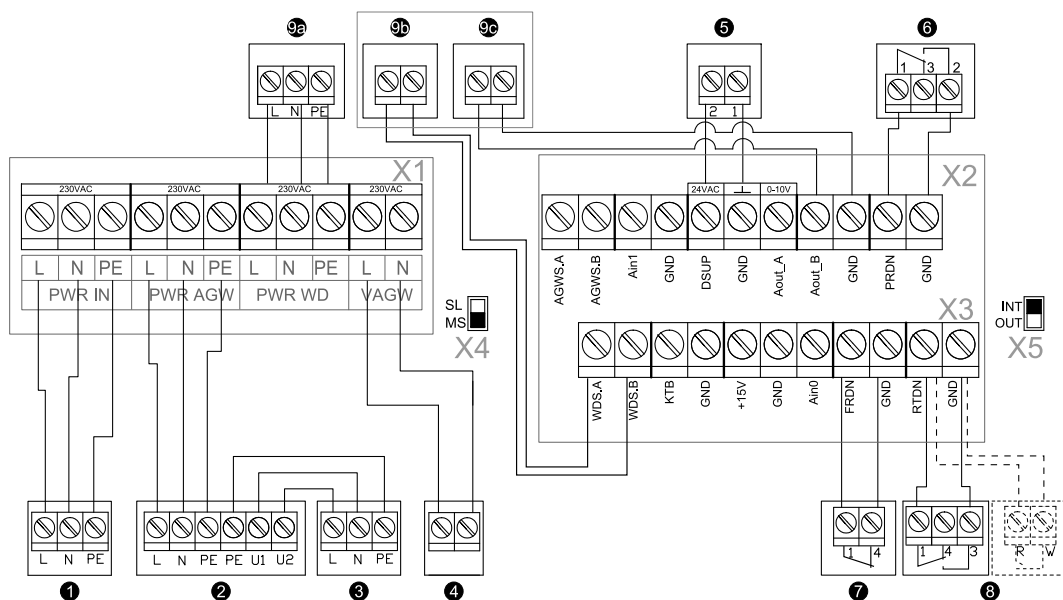 9a 9b 9c 5 6
1 3 2
L N PE
2 1
X1
230VAC 230VAC 230VAC 230VAC
L N PE L N PE L N PE L N
PWR IN PWR AGW PWR WD VAGW
X2
24VAC ⊥ 0-10V
AGWS.A AGWS.B Ain1 GND DSUP GND Aout_A Aout_B GND PRDN GND
SL
MS
X4
X3
INT
OUT
X5
WDS.A WDS.B KTB GND +15V GND Ain0 FRDN GND RTDN GND
L N PE
L N PE PE U1 U2
L N PE
1 4
1 4 3
R W
1 2 3 4 7 8